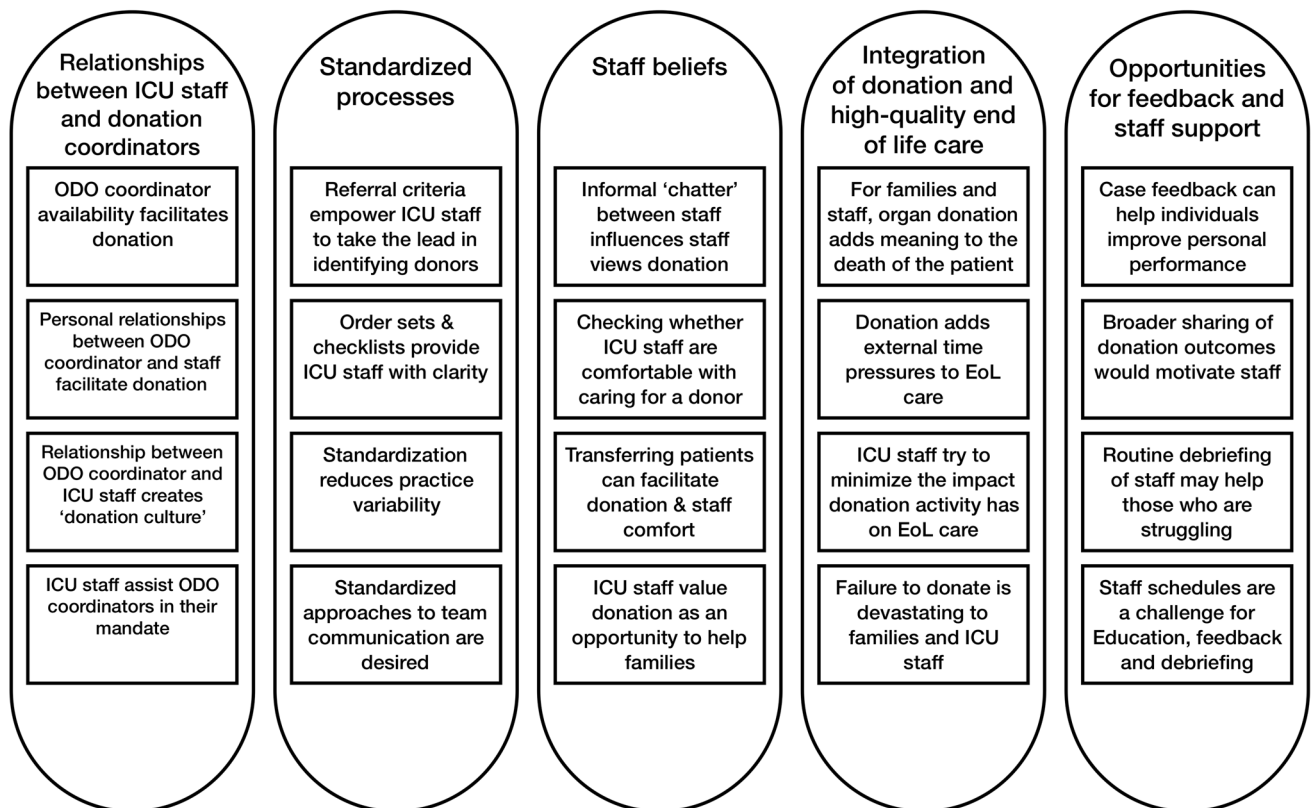 Relationships
between ICU staff
and donation
coordinators
ODO coordinator
availability facilitates
donation
Personal relationships
between ODO
coordinator and staff
facilitate donation
Relationship between
ODO coordinator and
ICU staff creates
‘donation culture’
ICU staff assist ODO
coordinators in their
mandate
Standardized
processes
Referral criteria
empower ICU staff
to take the lead in
identifying donors
Order sets &
checklists provide
ICU staff with clarity
Standardization
reduces practice
variability
Standardized
approaches to team
communication are
desired
Staff beliefs
Informal ‘chatter’
between staff
influences staff
views donation
Checking whether
ICU staff are
comfortable with
caring for a donor
Transferring patients
can facilitate
donation & staff
comfort
ICU staff value
donation as an
opportunity to help
families
Integration
of donation and
high-quality end
of life care
For families and
staff, organ donation
adds meaning to the
death of the patient
Donation adds
external time
pressures to EoL
care
ICU staff try to
minimize the impact
donation activity has
on EoL care
Failure to donate is
devastating to
families and ICU
staff
Opportunities
for feedback and
staff support
Case feedback can
help individuals
improve personal
performance
Broader sharing of
donation outcomes
would motivate staff
Routine debriefing
of staff may help
those who are
struggling
Staff schedules are
a challenge for
Education, feedback
and debriefing